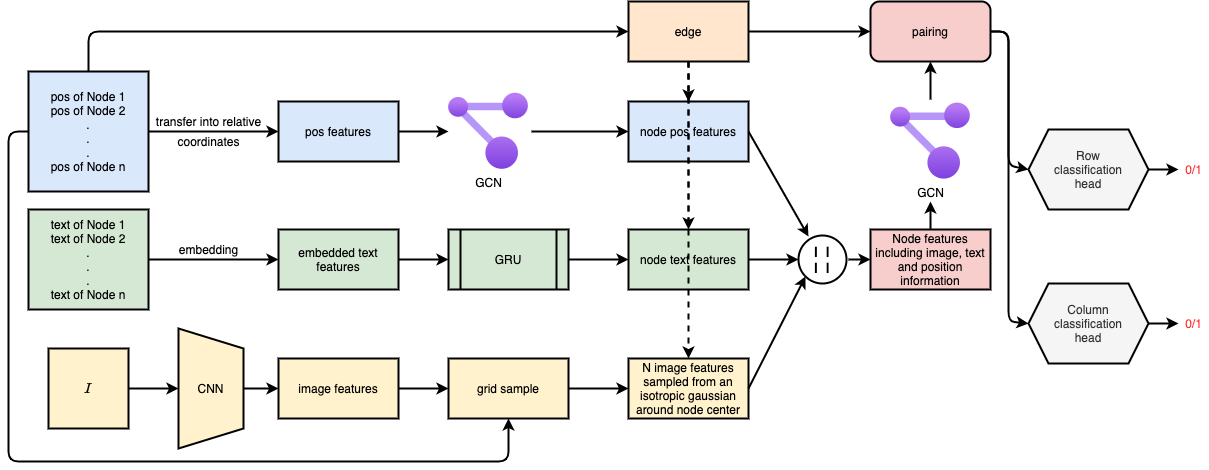 edge
pairing
pos of Node 1
pos of Node 2
.
.
.
pos of Node n
transfer into relative
coordinates
pos features
GCN
node pos features
GCN
Row
classification
head
0/1
text of Node 1
text of Node 2
.
.
.
text of Node n
embedding
embedded text
features
GRU
node text features
Node features
including image, text
and position
information
Column
classification
head
0/1
I
CNN
image features
grid sample
N image features
sampled from an
isotropic gaussian
around node center